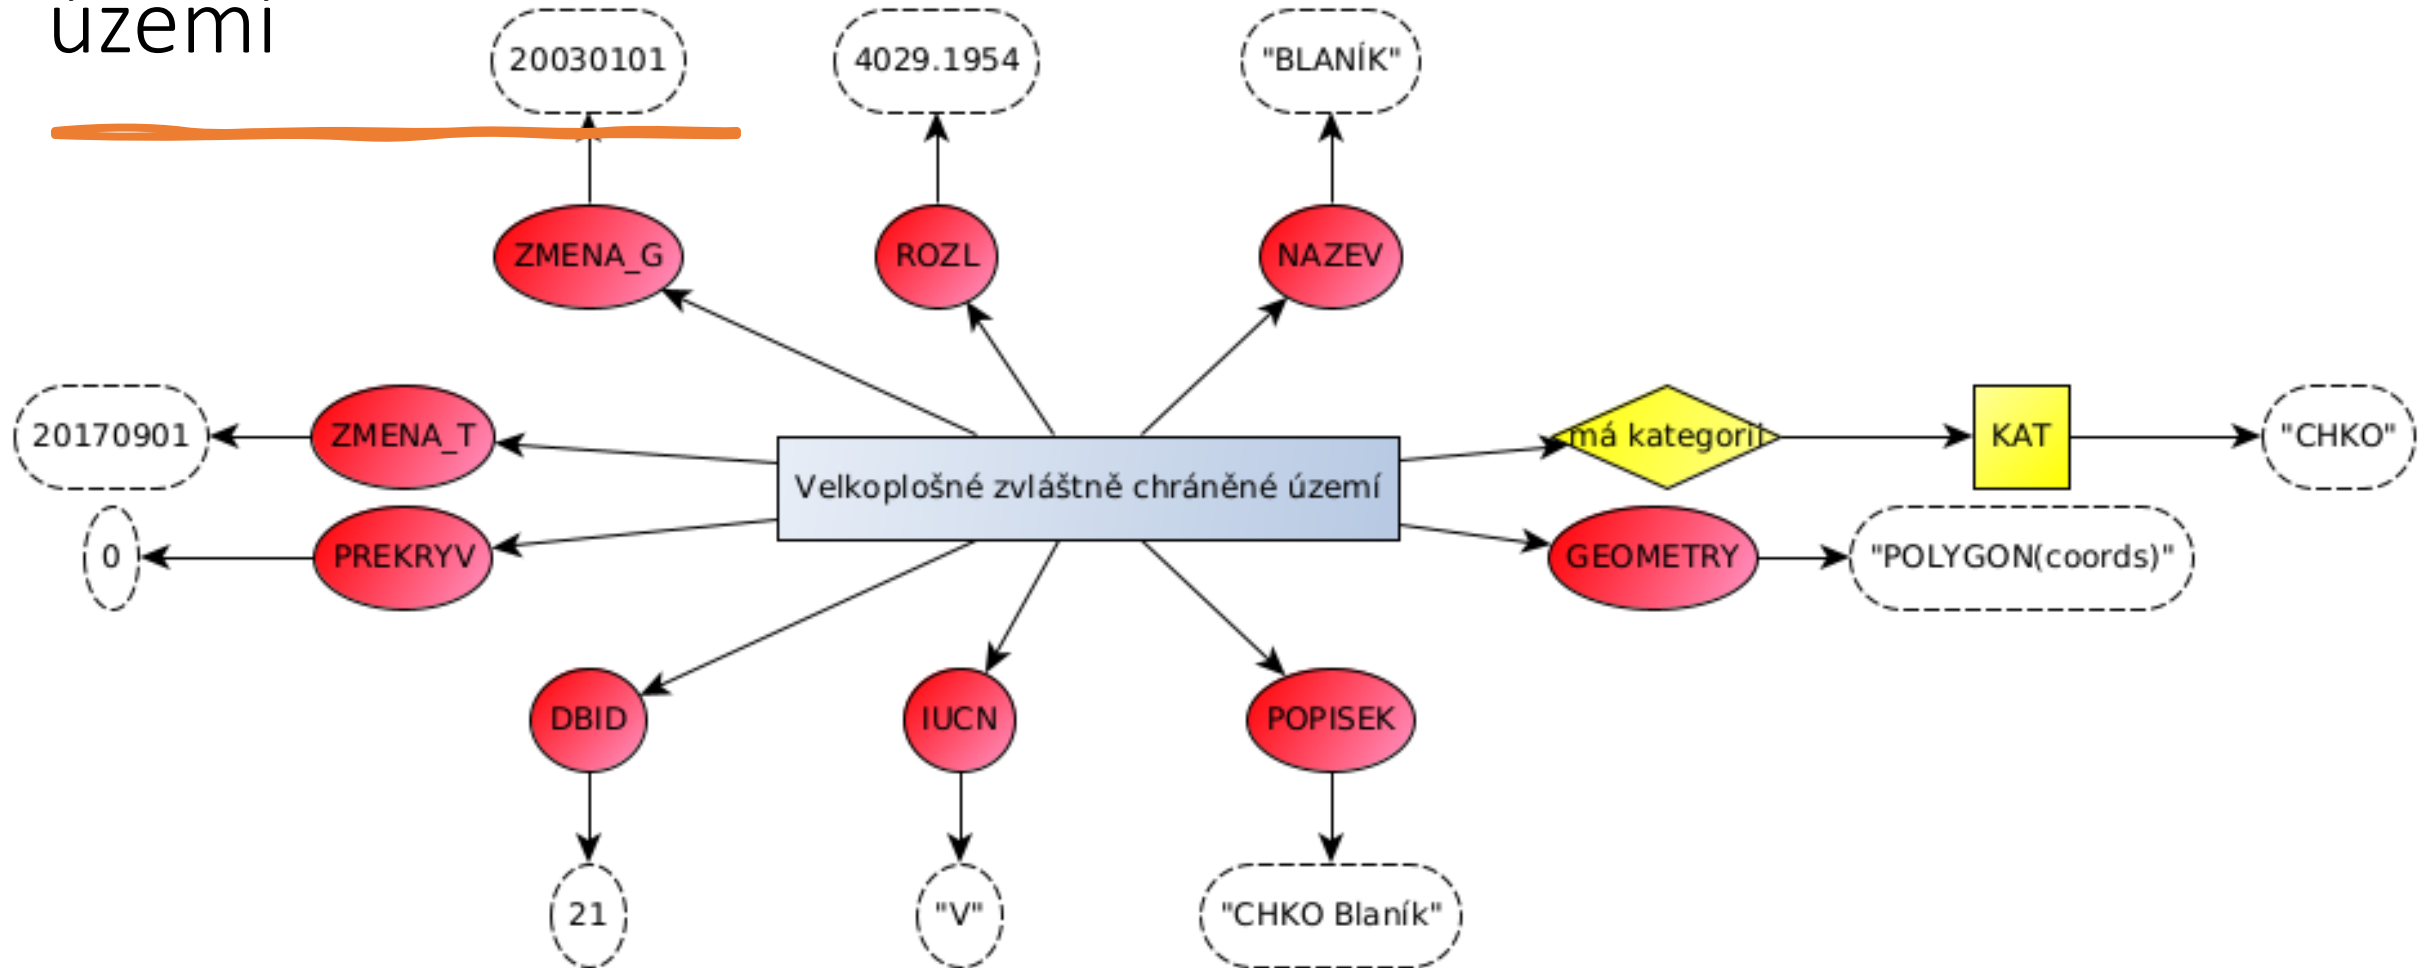 území
20030101
4029.1954
"BLANÍK"
ZMENA_G
ROZL
NAZEV
20170901
ZMENA_T
má kategorii
KAT
"CHKO"
Velkoplošné zvláštně chráněné území
0
PREKRYV
GEOMETRY
"POLYGON(coords)"
DBID
IUCN
POPISEK
21
"V"
"CHKO Blaník"